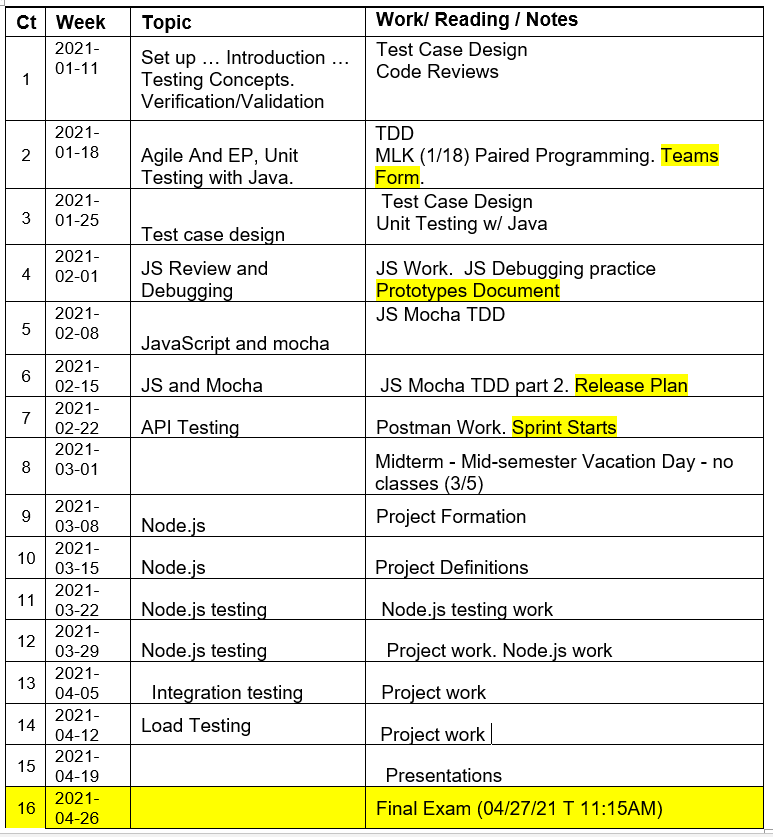 Ct Week Topic Work/ Reading / Notes
1 2021-01-11 Set up … Introduction … Testing Concepts. Verification/Validation Test Case Design Code Reviews
2 2021-01-18 Agile And EP, Unit Testing with Java. TDD MLK (1/18) Paired Programming. Teams Form.
3 2021-01-25 Test case design Test Case Design Unit Testing w/ Java
4 2021-02-01 JS Review and Debugging JS Work. JS Debugging practice Prototypes Document
5 2021-02-08 JavaScript and mocha JS Mocha TDD
6 2021-02-15 JS and Mocha JS Mocha TDD part 2. Release Plan
7 2021-02-22 API Testing Postman Work. Sprint Starts
8 2021-03-01 Midterm - Mid-semester Vacation Day - no classes (3/5)
9 2021-03-08 Node.js Project Formation
10 2021-03-15 Node.js Project Definitions
11 2021-03-22 Node.js testing Node.js testing work
12 2021-03-29 Node.js testing Project work. Node.js work
13 2021-04-05 Integration testing Project work
14 2021-04-12 Load Testing Project work
15 2021-04-19 Presentations
16 2021-04-26 Final Exam (04/27/21 T 11:15AM)